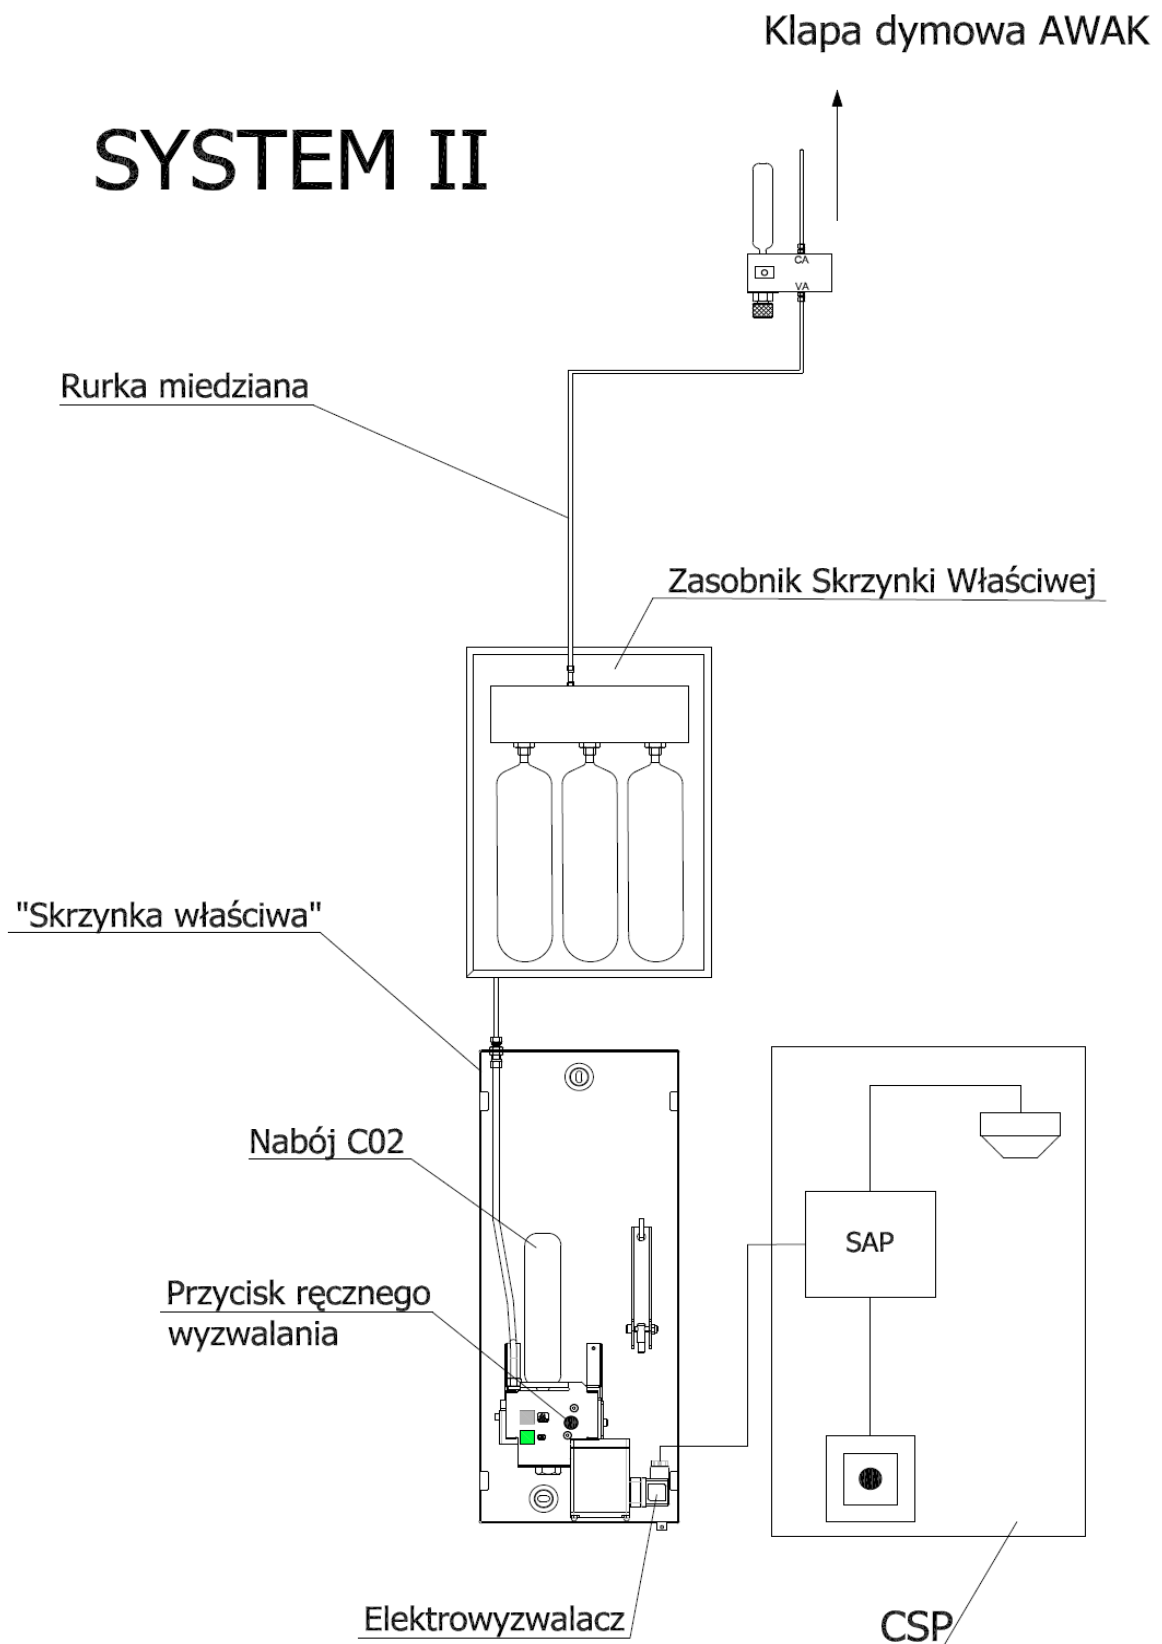 Klapa dymowa AWAK
SYSTEM II
CA
VA
Rurka miedziana
Zasobnik Skrzynki Właściwej
"Skrzynka właściwa"
Nabój C02
SAP
Przycisk ręcznego
wyzwalania
Elektrowyzwalacz
CSP